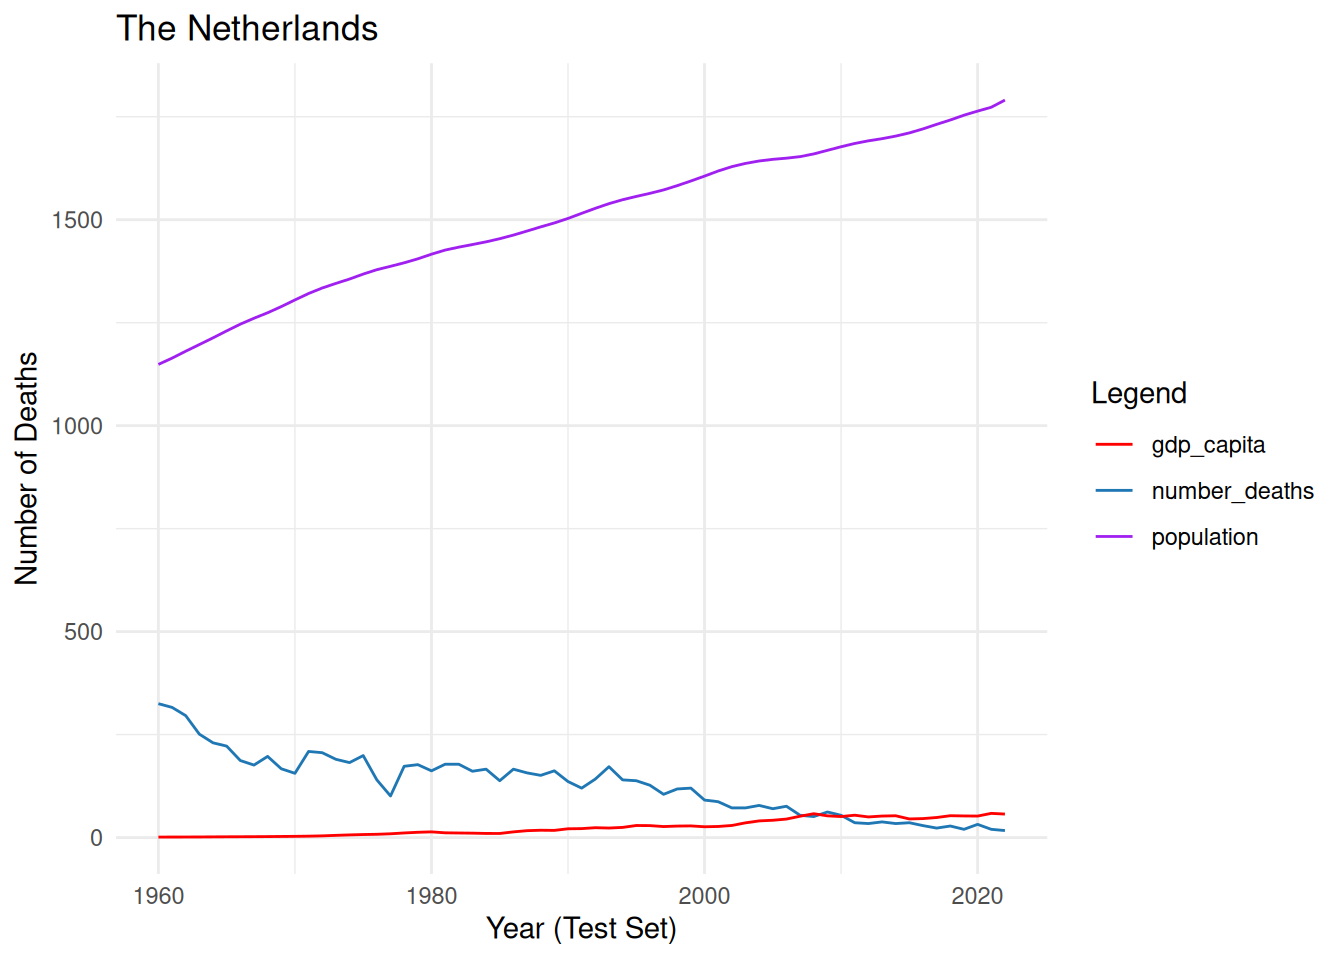 The Netherlands
Number of Deaths
1500
1000
500
0
1960
1980
2000
2020
Year (Test Set)
Legend
gdp_capita
number_deaths
population